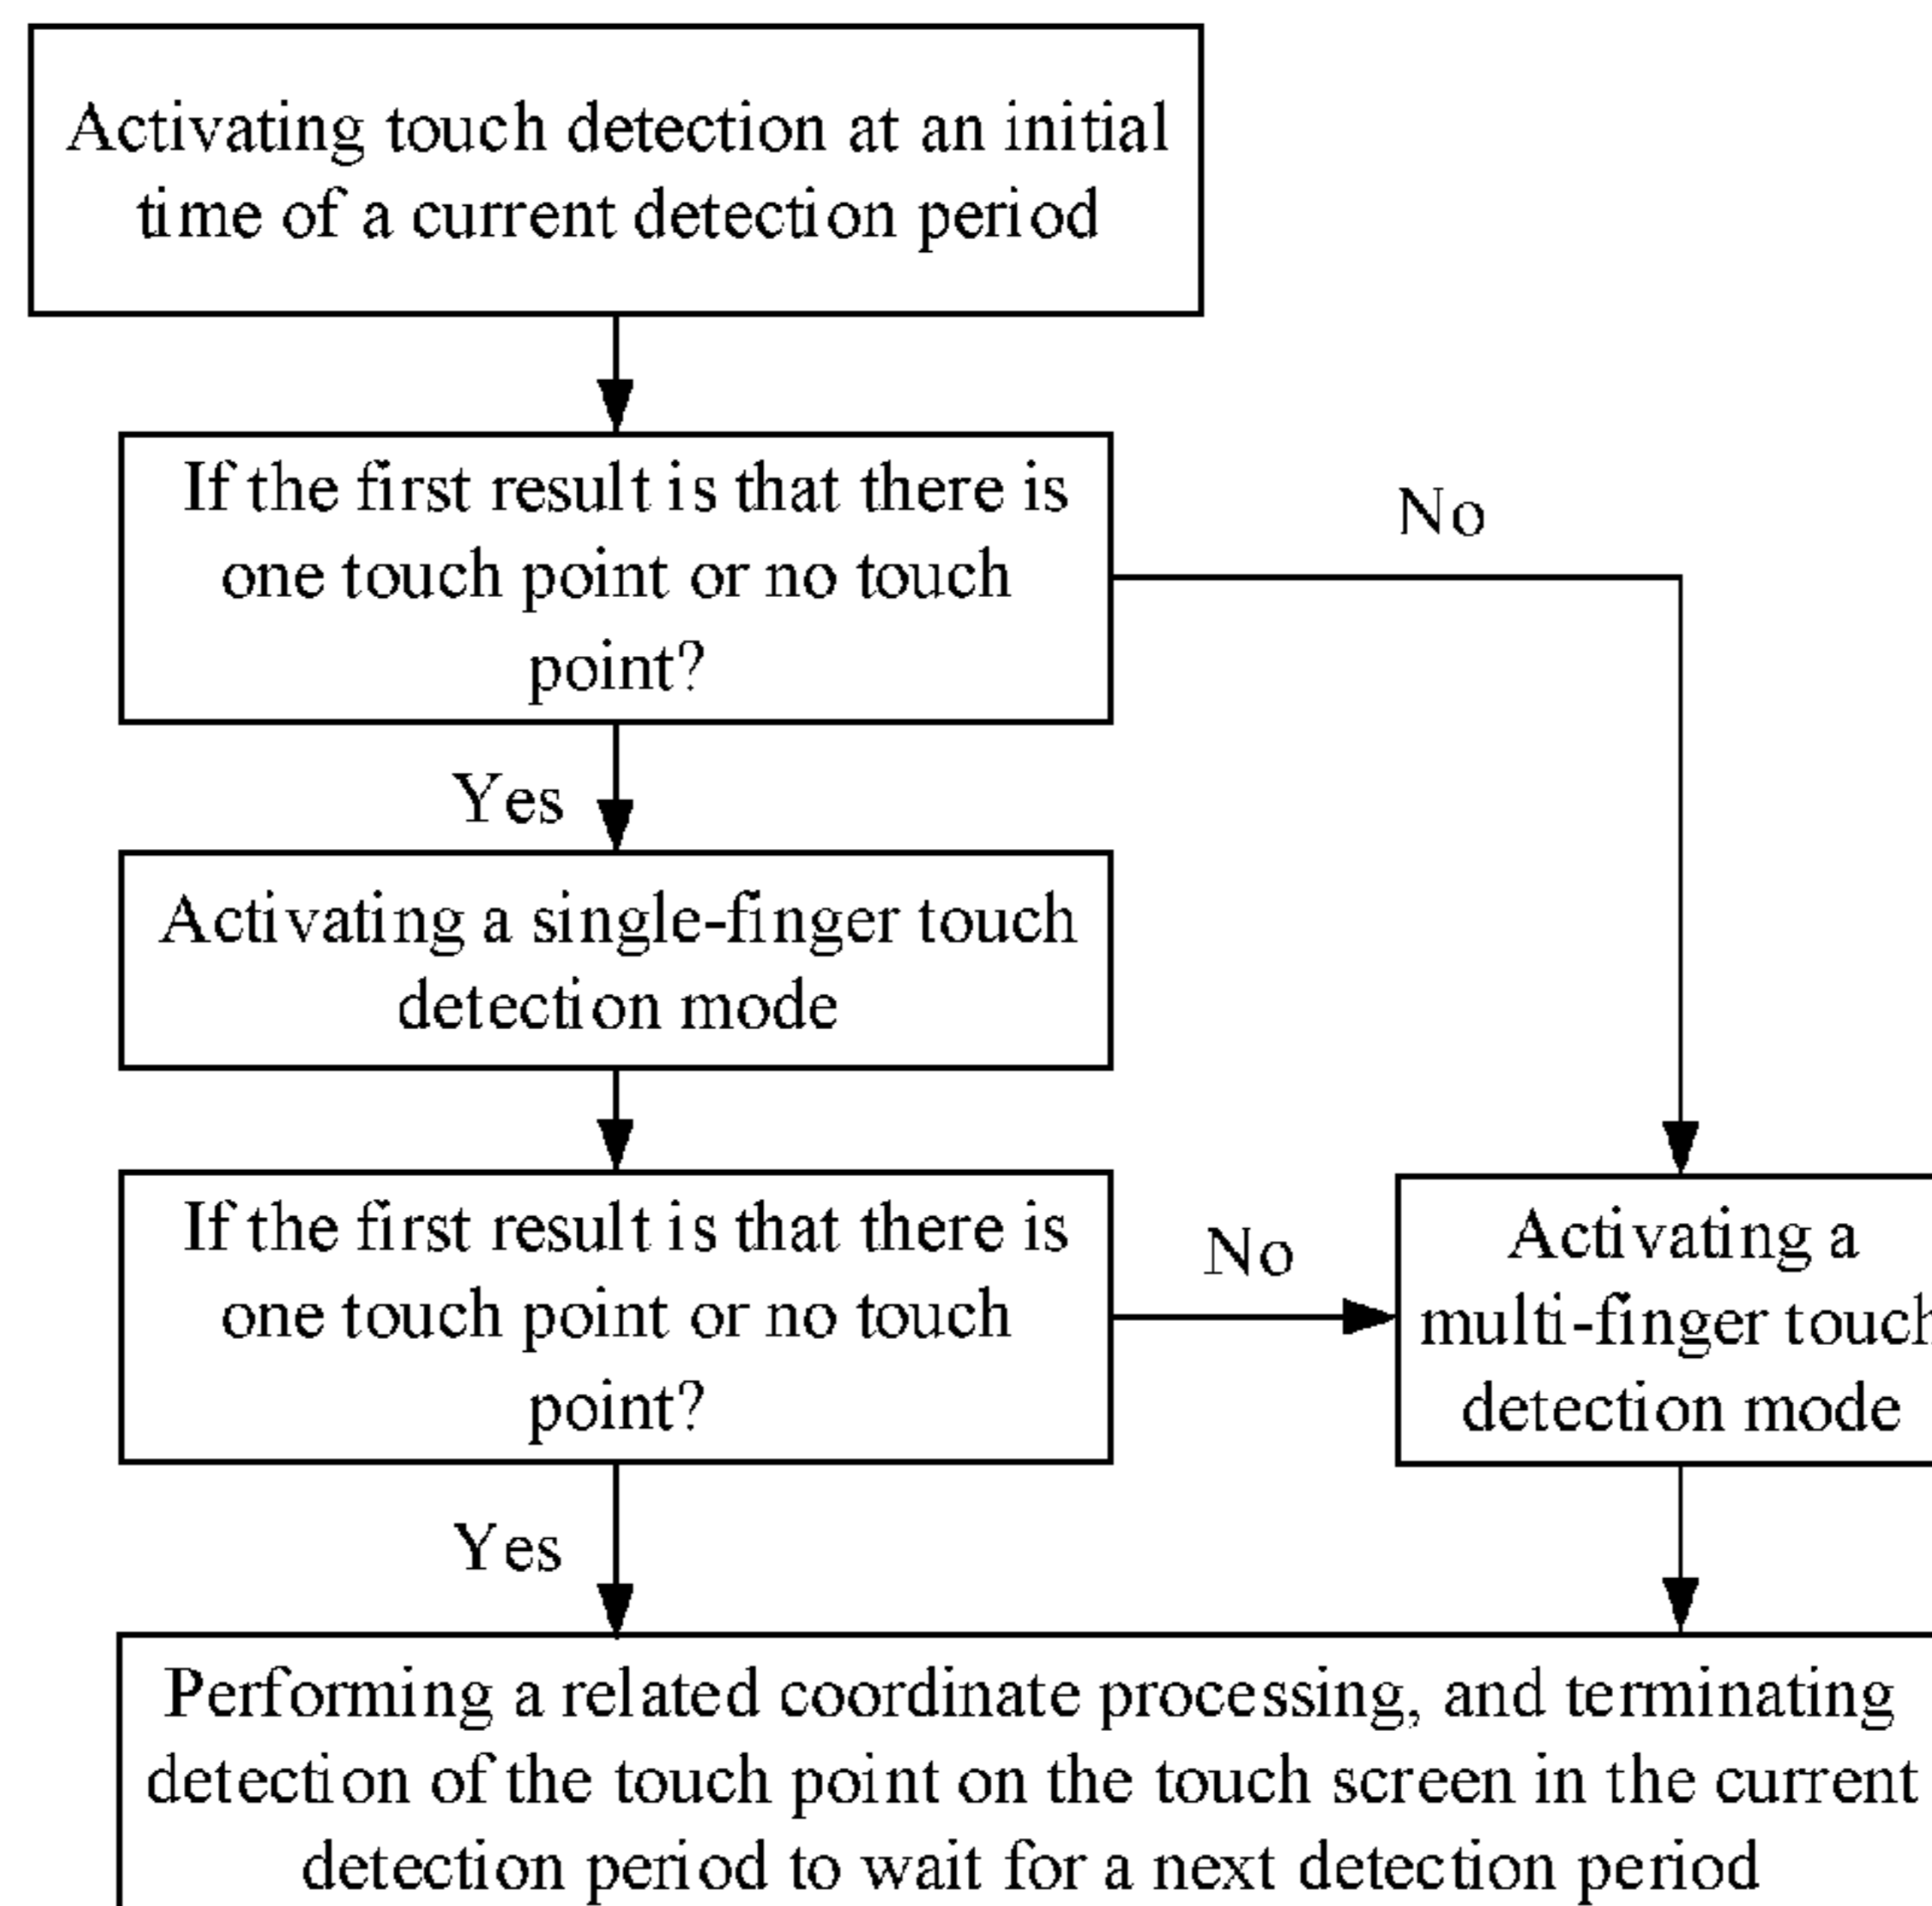 Activating touch detection at an initial
time of a current detection period
If the first result is that there is
one touch point or no touch
point?
No
Yes
Activating a single-finger touch
detection mode
If the first result is that there is
one touch point or no touch
point?
No
Activating a
multi-finger touch
detection mode
Yes
Performing a related coordinate processing, and terminating
detection of the touch point on the touch screen in the current
detection period to wait for a next detection period